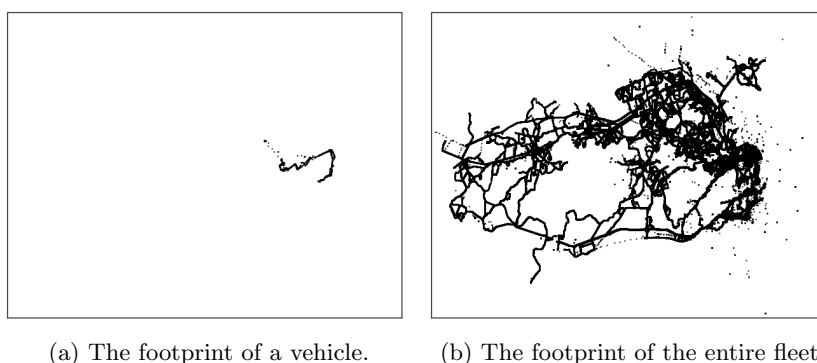 (a) The footprint of a vehicle.
(b) The footprint of the entire fleet